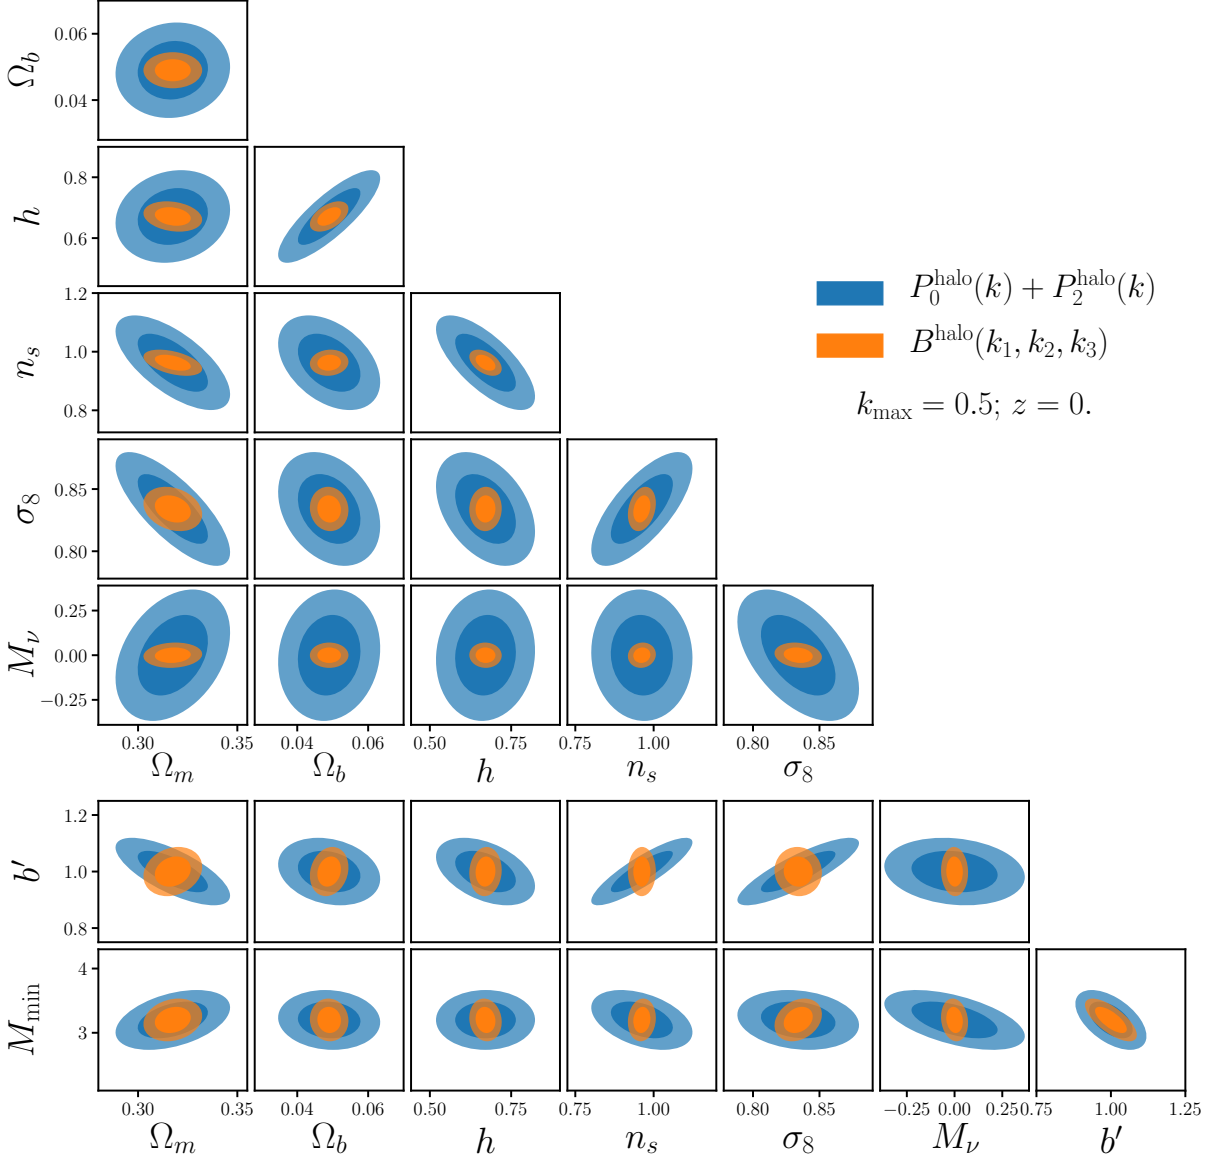 0.06
Ω_b
0.04
0.8
h
0.6
1.2
n_s 1.0
0.8
P_0^halo(k) + P_2^halo(k)
B^halo(k_1, k_2, k_3)
k_max = 0.5; z = 0.
σ_8 0.85
0.80
0.25
M_ν 0.00
−0.25
0.30 0.35 0.04 0.06 0.50 0.75 0.75 1.00 0.80 0.85
Ω_m Ω_b h n_s σ_8
1.2
b′ 1.0
0.8
4
M_min
3
0.30 0.35 0.04 0.06 0.50 0.75 0.75 1.00 0.80 0.85 −0.25 0.00 0.25 0.75 1.00 1.25
Ω_m Ω_b h n_s σ_8 M_ν b′